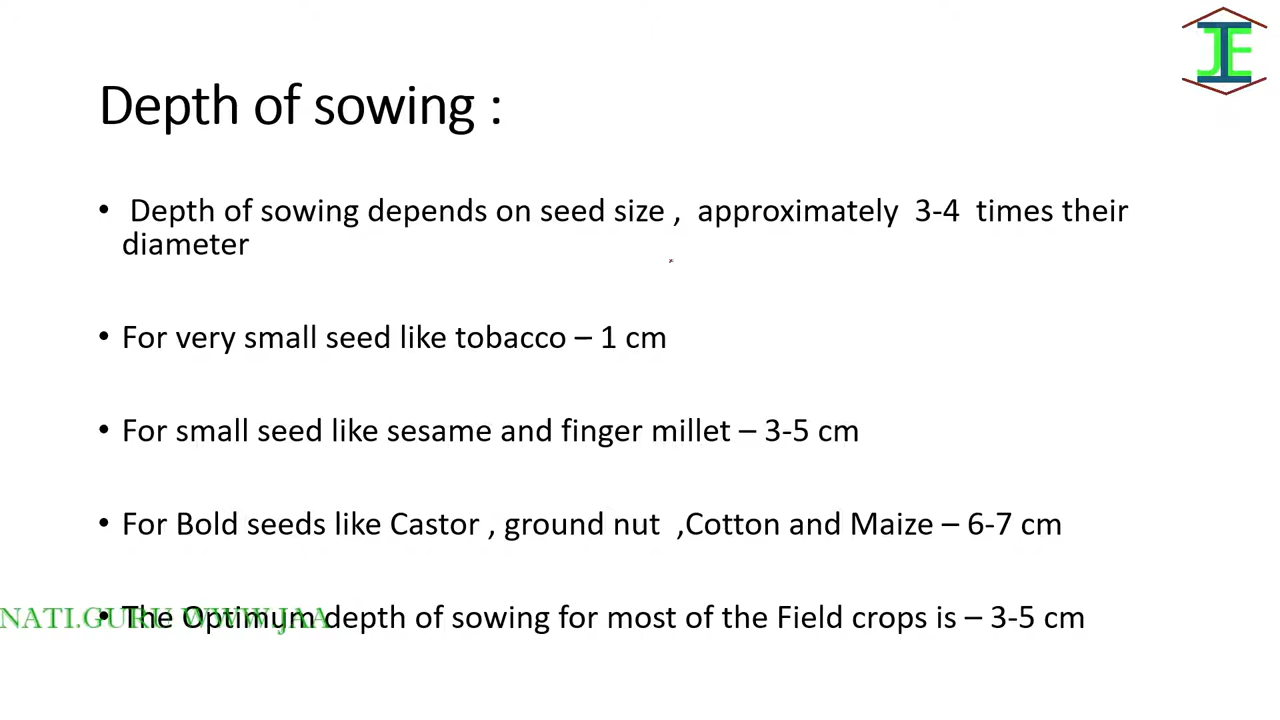 JE
Depth of sowing :
• Depth of sowing depends on seed size , approximately 3-4 times their
diameter
• For very small seed like tobacco – 1 cm
• For small seed like sesame and finger millet – 3-5 cm
• For Bold seeds like Castor , ground nut ,Cotton and Maize – 6-7 cm
• The Optimum depth of sowing for most of the Field crops is – 3-5 cm
NATI.GURU WWW.JAA